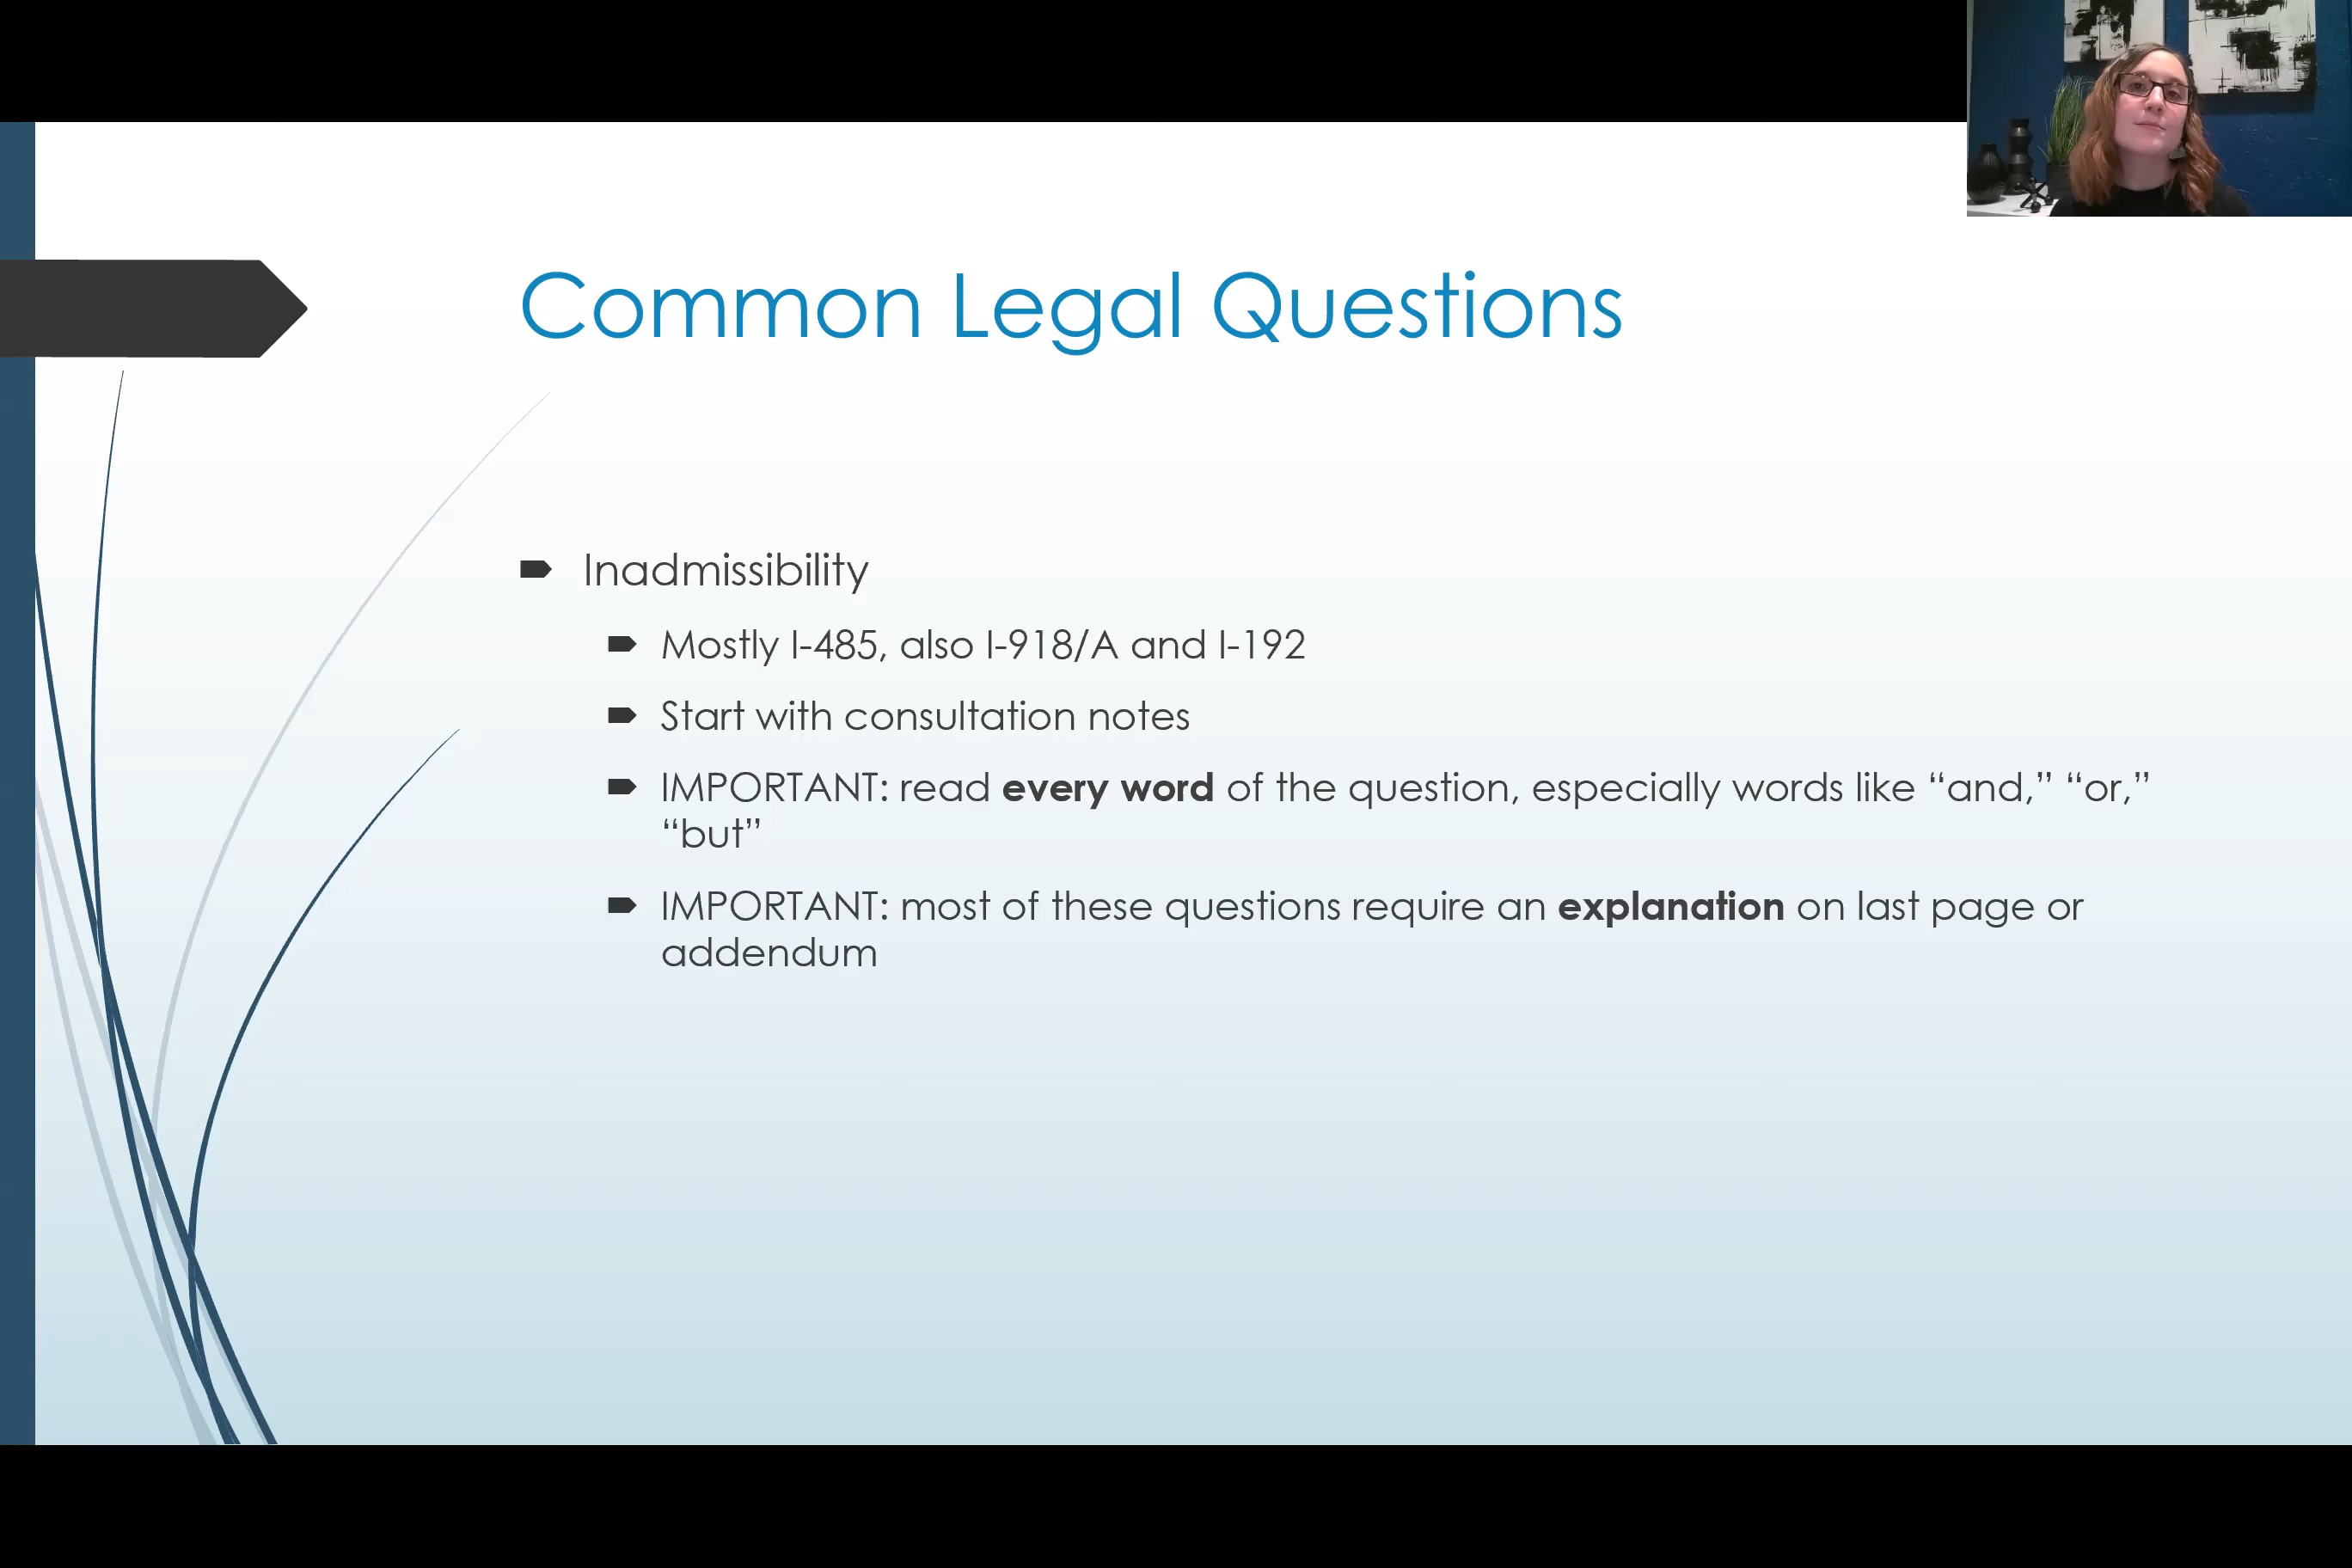 Common Legal Questions
Inadmissibility
Mostly I-485, also I-918/A and I-192
Start with consultation notes
IMPORTANT: read every word of the question, especially words like “and,” “or,”
“but”
IMPORTANT: most of these questions require an explanation on last page or
addendum